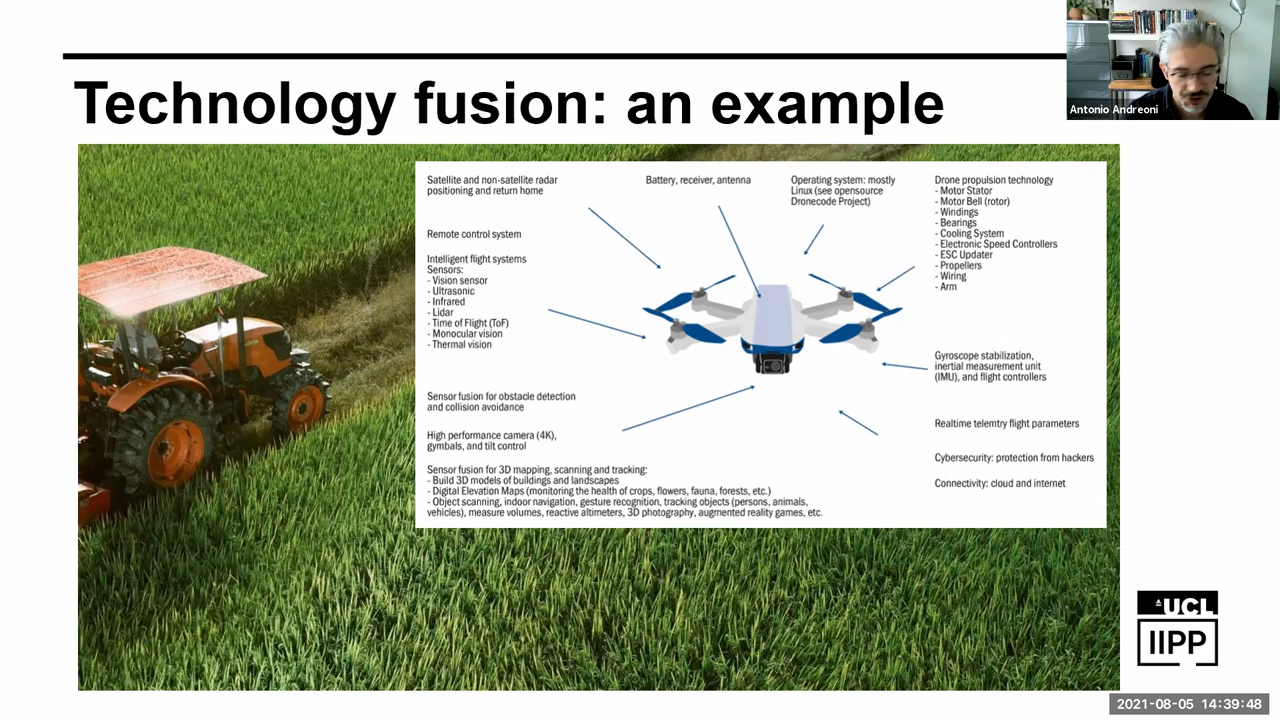 Technology fusion: an example
Antonio Andreoni
Satellite and non-satellite radar
positioning and return home
Remote control system
Intelligent flight systems
Sensors:
- Vision sensor
- Ultrasonic
- Infrared
- Lidar
- Time of Flight (ToF)
- Monocular vision
- Thermal vision
Sensor fusion for obstacle detection
and collision avoidance
High performance camera (4K),
gymbals, and tilt control
Sensor fusion for 3D mapping, scanning and tracking:
- Build 3D models of buildings and landscapes
- Digital Elevation Maps (monitoring the health of crops, flowers, fauna, forests, etc.)
- Object scanning, indoor navigation, gesture recognition, tracking objects (persons, animals,
vehicles), measure volumes, reactive altimeters, 3D photography, augmented reality games, etc.
Battery, receiver, antenna
Operating system: mostly
Linux (see opensource
Dronecode Project)
Drone propulsion technology
- Motor Stator
- Motor Bell (rotor)
- Windings
- Bearings
- Cooling System
- Electronic Speed Controllers
- ESC Updater
- Propellers
- Wiring
- Arm
Gyroscope stabilization,
inertial measurement unit
(IMU), and flight controllers
Realtime telemtry flight parameters
Cybersecurity: protection from hackers
Connectivity: cloud and internet
UCL
IIPP
2021-08-05 14:39:48